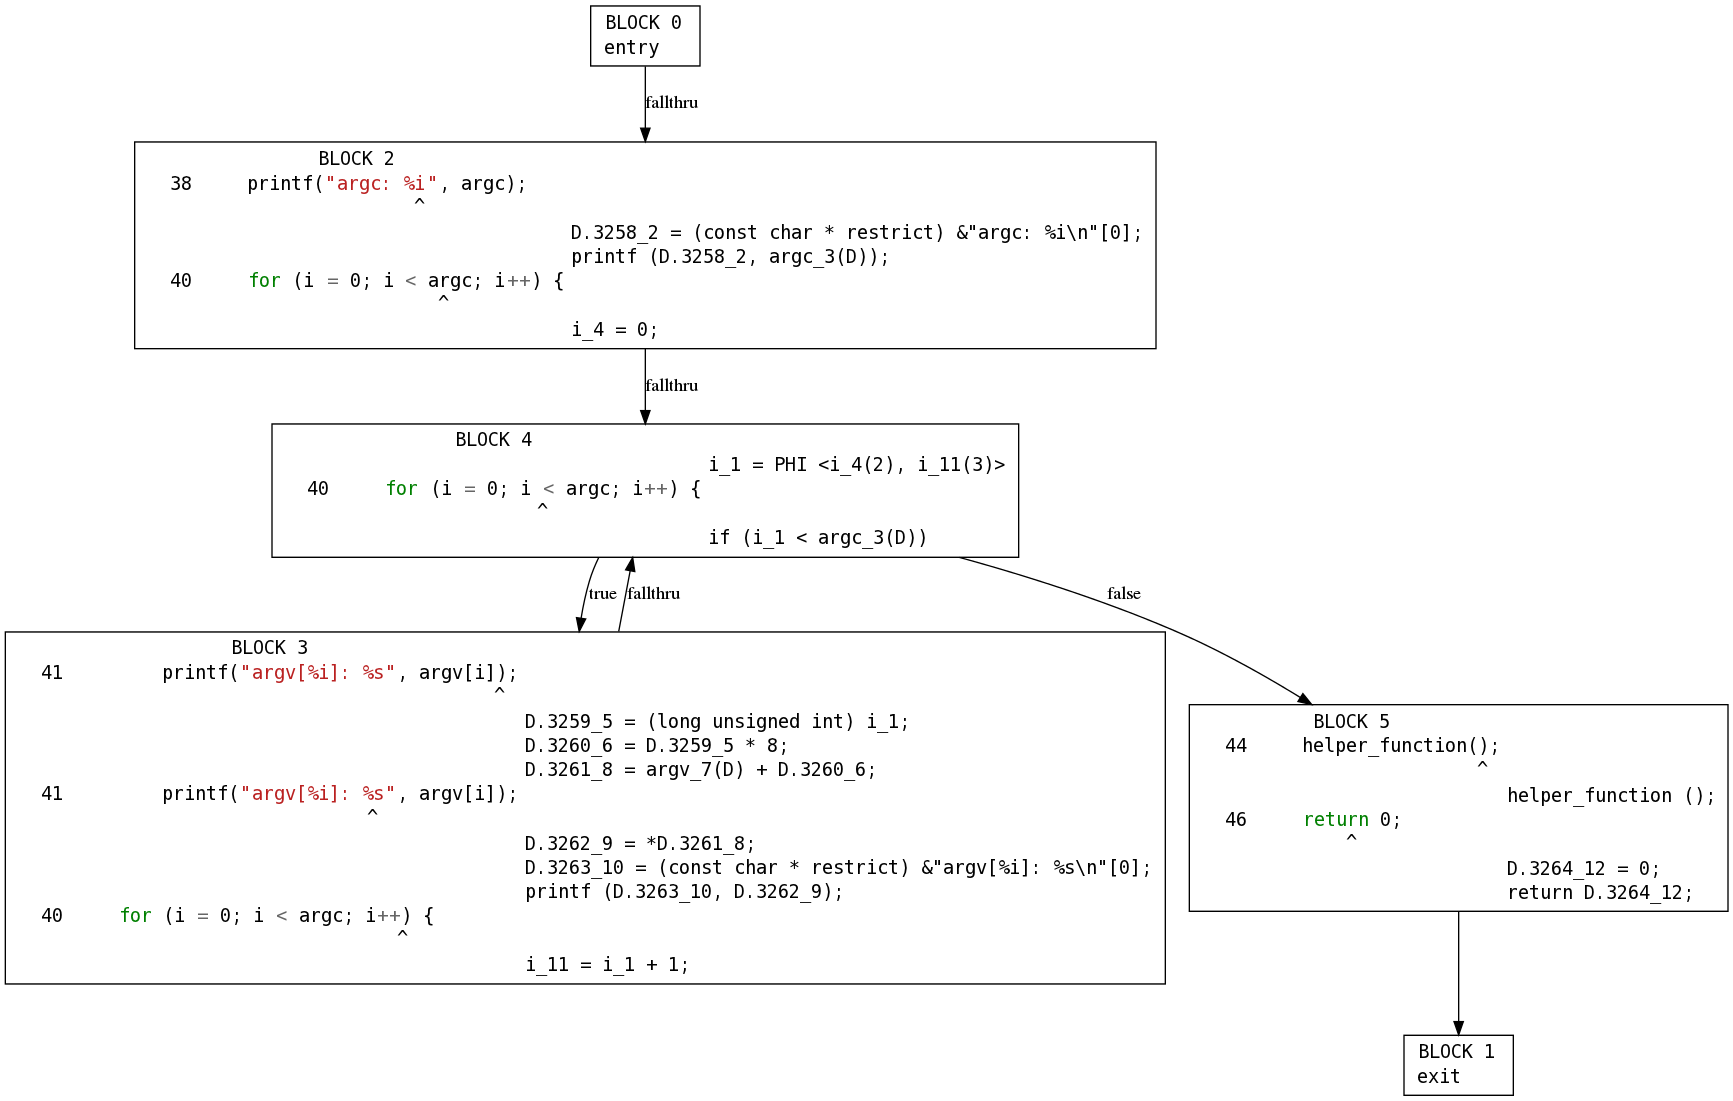 BLOCK 0
entry
fallthru
BLOCK 2
38 printf("argc: %i", argc);
^
D.3258_2 = (const char * restrict) &"argc: %i\n"[0];
printf (D.3258_2, argc_3(D));
40 for (i = 0; i < argc; i++) {
^
i_4 = 0;
fallthru
BLOCK 4
i_1 = PHI <i_4(2), i_11(3)>
40 for (i = 0; i < argc; i++) {
^
if (i_1 < argc_3(D))
true
fallthru
false
BLOCK 3
41 printf("argv[%i]: %s", argv[i]);
^
D.3259_5 = (long unsigned int) i_1;
D.3260_6 = D.3259_5 * 8;
D.3261_8 = argv_7(D) + D.3260_6;
41 printf("argv[%i]: %s", argv[i]);
^
D.3262_9 = *D.3261_8;
D.3263_10 = (const char * restrict) &"argv[%i]: %s\n"[0];
printf (D.3263_10, D.3262_9);
40 for (i = 0; i < argc; i++) {
^
i_11 = i_1 + 1;
BLOCK 5
44 helper_function();
^
helper_function ();
46 return 0;
^
D.3264_12 = 0;
return D.3264_12;
BLOCK 1
exit